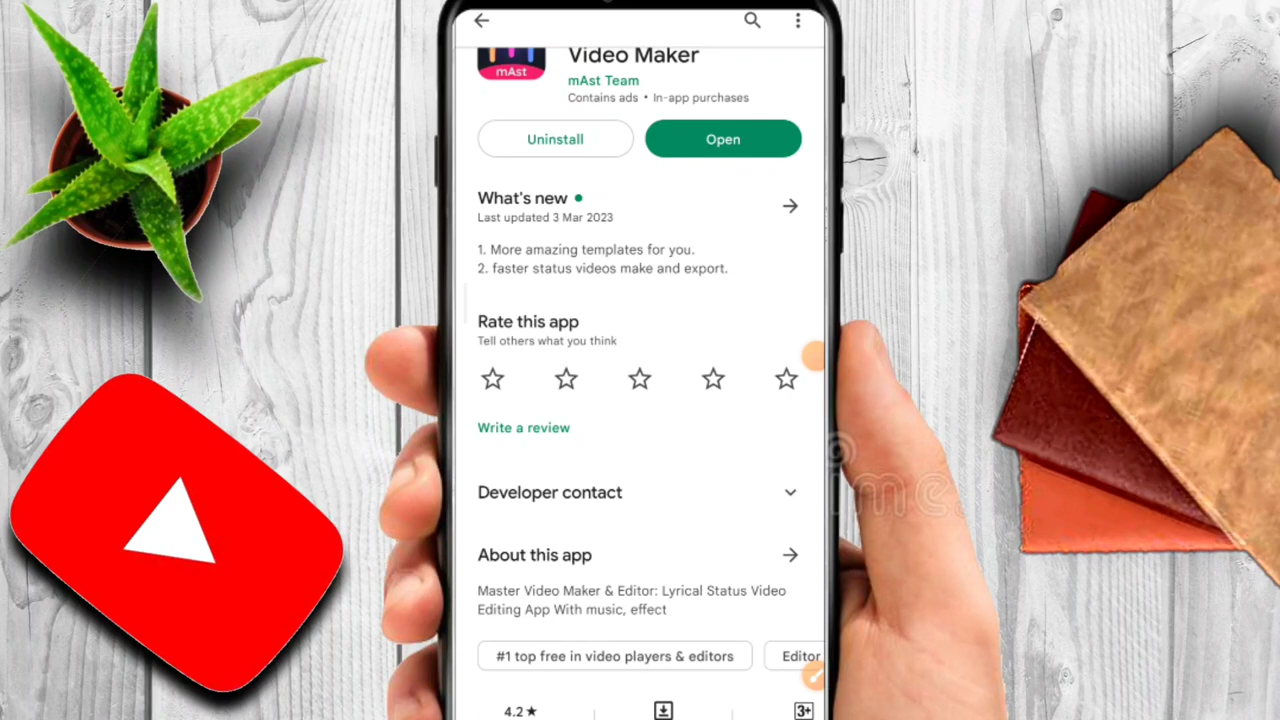 mAst
Video Maker
mAst Team
Contains ads • In-app purchases
Uninstall
Open
What's new
Last updated 3 Mar 2023
1. More amazing templates for you.
2. faster status videos make and export.
Rate this app
Tell others what you think
Write a review
Developer contact
About this app
Master Video Maker & Editor: Lyrical Status Video
Editing App With music, effect
#1 top free in video players & editors
Editor
4.2★
3+